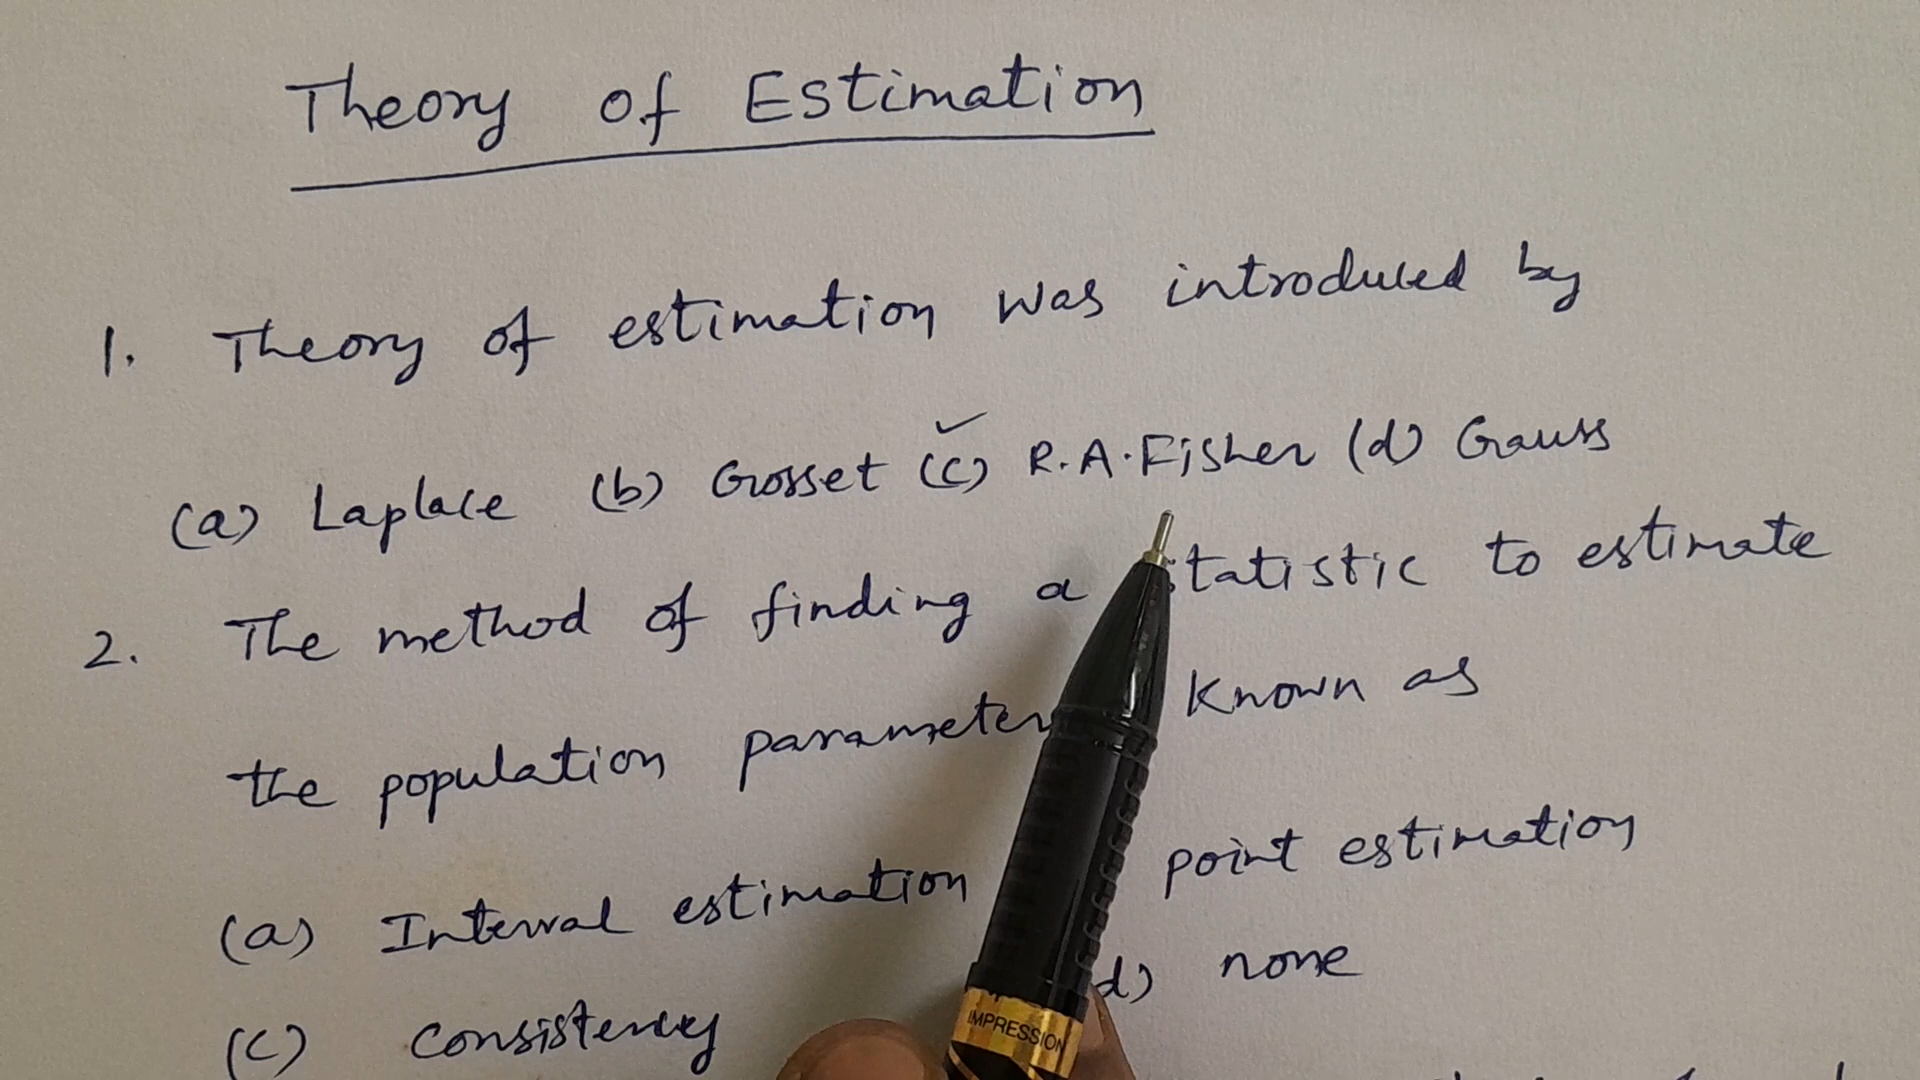 Theory of Estimation
1. Theory of estimation was introduced by
(a) Laplace (b) Gosset (c) R.A.Fisher (d) Gauss
2. The method of finding a statistic to estimate
the population parameter known as
(a) Interval estimation point estimation
(c) consistency d) none
IMPRESSION